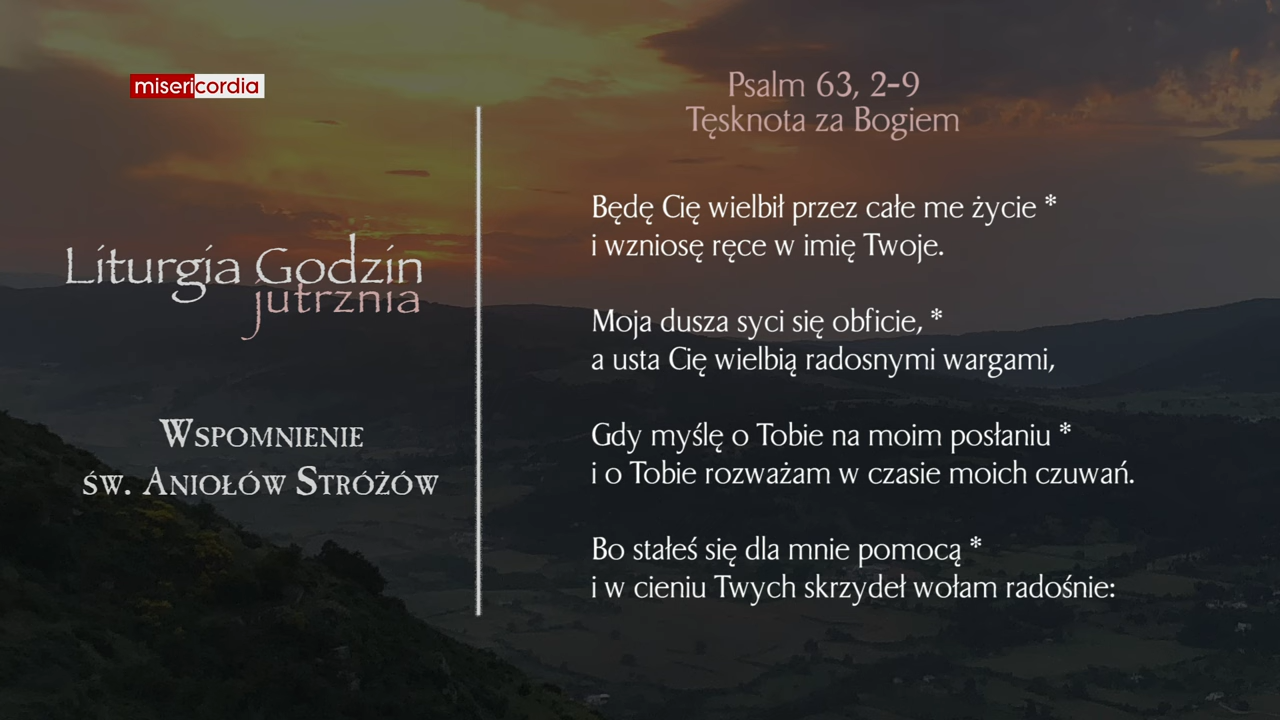 misericordia
Liturgia Godzin
jutrznia
Wspomnienie
św. Aniołów Stróżów
Psalm 63, 2-9
Tęsknota za Bogiem
Będę Cię wielbił przez całe me życie *
i wzniosę ręce w imię Twoje.
Moja dusza syci się obficie, *
a usta Cię wielbią radosnymi wargami,
Gdy myślę o Tobie na moim posłaniu *
i o Tobie rozważam w czasie moich czuwań.
Bo stałeś się dla mnie pomocą *
i w cieniu Twych skrzydeł wołam radośnie: